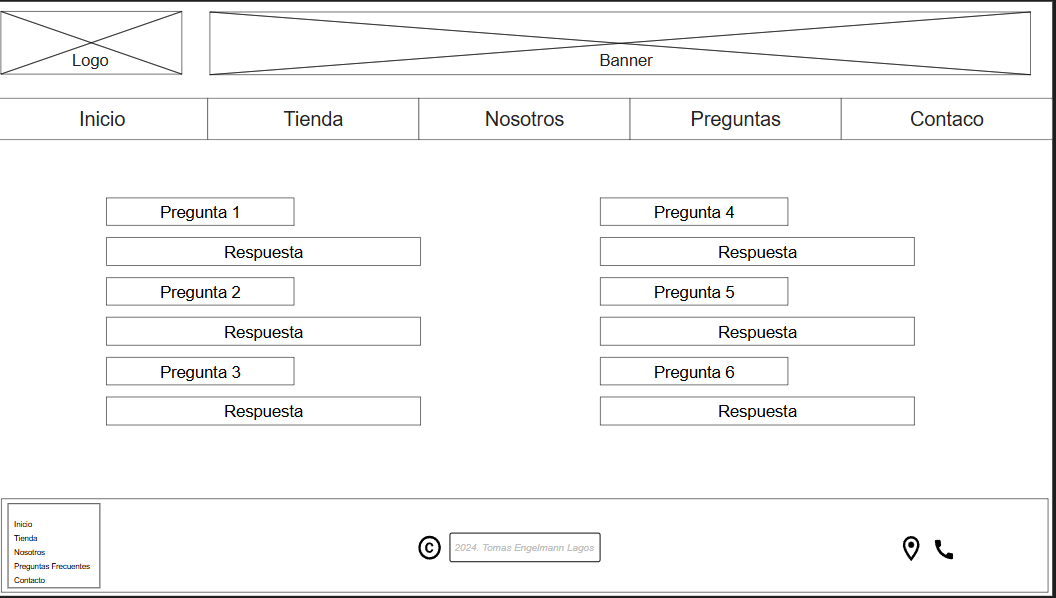 Logo
Banner
Inicio
Tienda
Nosotros
Preguntas
Contaco
Pregunta 1
Respuesta
Pregunta 2
Respuesta
Pregunta 3
Respuesta
Pregunta 4
Respuesta
Pregunta 5
Respuesta
Pregunta 6
Respuesta
Inicio
Tienda
Nosotros
Preguntas Frecuentes
Contacto
© 2024. Tomas Engelmann Lagos